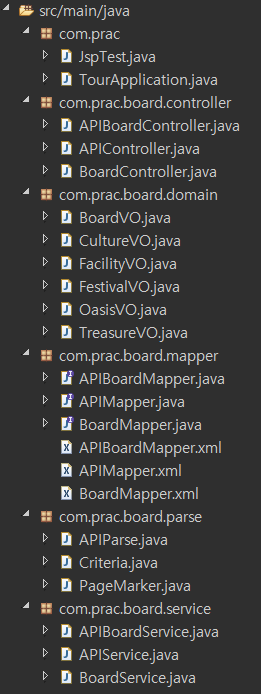 src/main/java
com.prac
JspTest.java
TourApplication.java
com.prac.board.controller
APIBoardController.java
APIController.java
BoardController.java
com.prac.board.domain
BoardVO.java
CultureVO.java
FacilityVO.java
FestivalVO.java
OasisVO.java
TreasureVO.java
com.prac.board.mapper
APIBoardMapper.java
APIMapper.java
BoardMapper.java
APIBoardMapper.xml
APIMapper.xml
BoardMapper.xml
com.prac.board.parse
APIParse.java
Criteria.java
PageMarker.java
com.prac.board.service
APIBoardService.java
APIService.java
BoardService.java